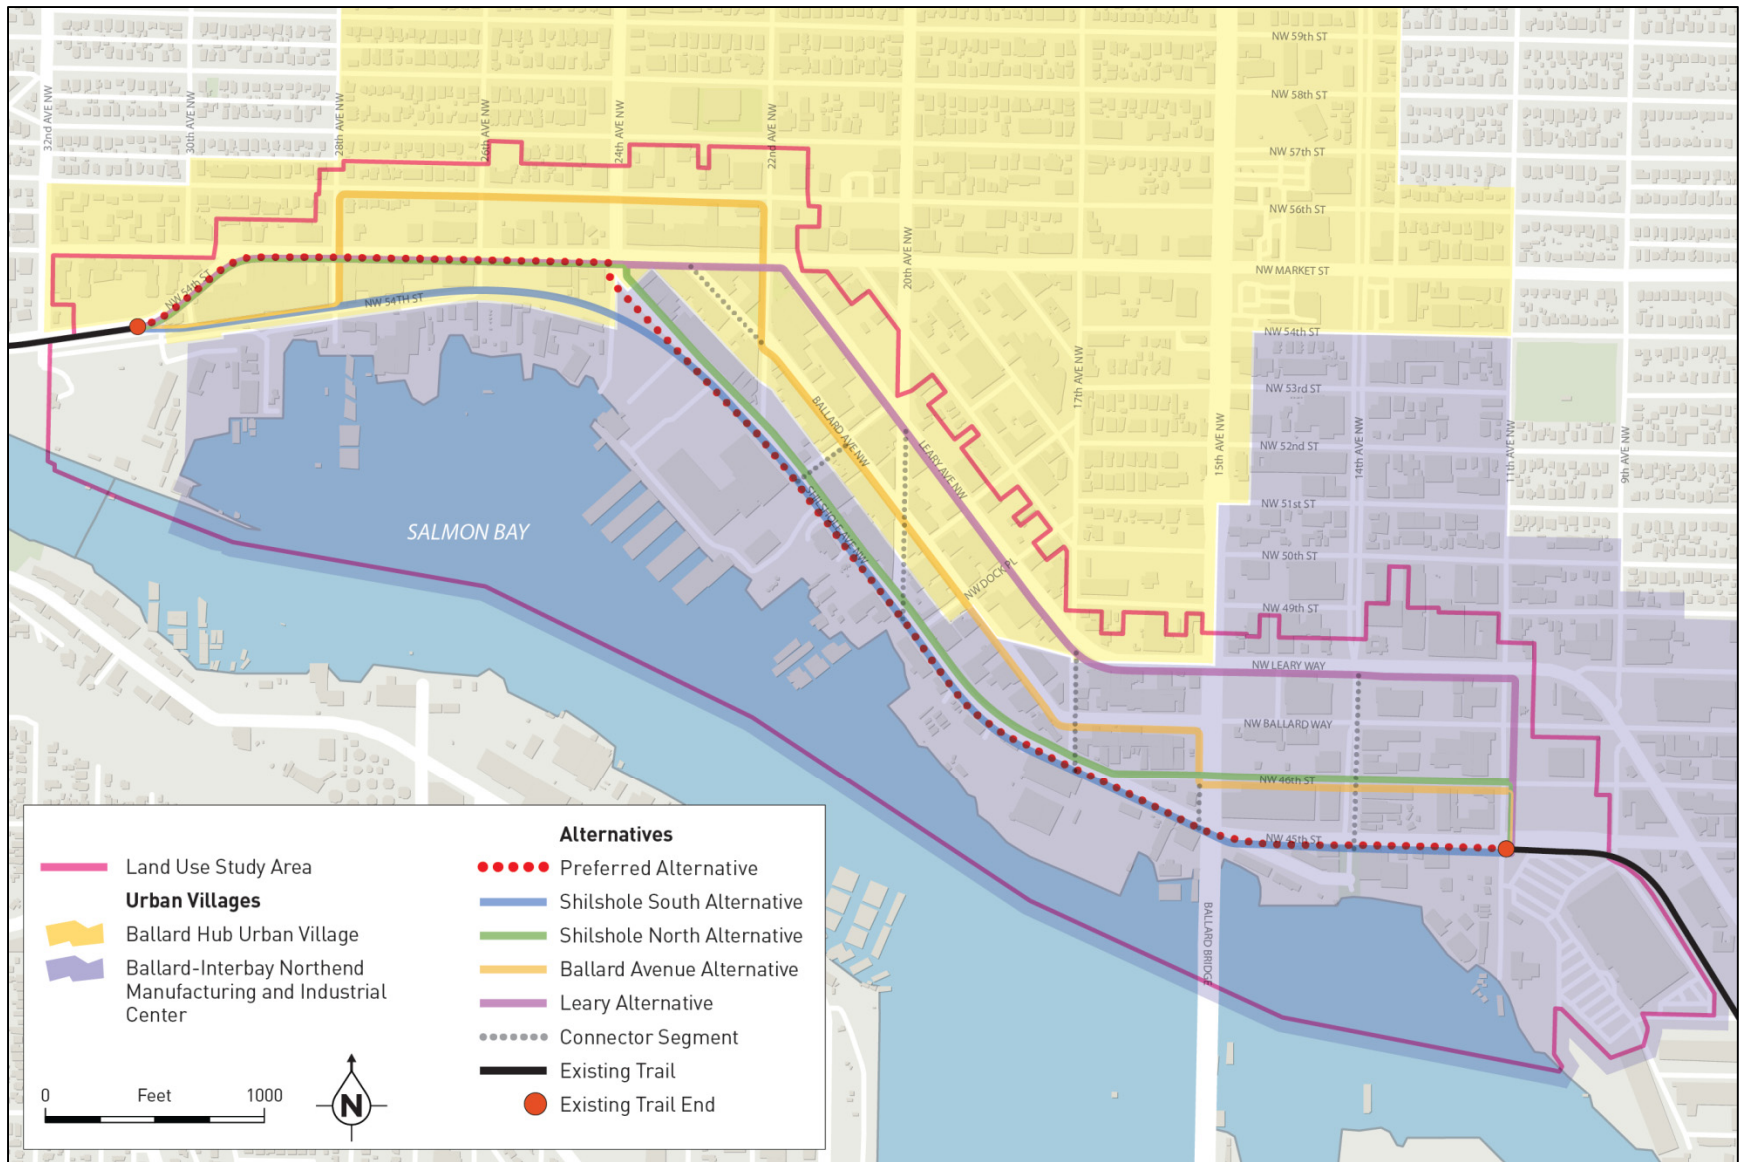 NW 59th ST
NW 58th ST
32nd AVE NW
30th AVE NW
28th AVE NW
26th AVE NW
24th AVE NW
22nd AVE NW
NW 57th ST
NW 56th ST
20th AVE NW
NW MARKET ST
NW 54th ST
NW 54TH ST
NW 54th ST
17th AVE NW
15th AVE NW
14th AVE NW
11th AVE NW
9th AVE NW
NW 53rd ST
BALLARD AVE NW
LEARY AVE NW
NW 52nd ST
SHILSHOLE AVE NW
NW 51st ST
SALMON BAY
NW 50th ST
NW DOCK PL
NW 49th ST
NW LEARY WAY
NW BALLARD WAY
NW 46th ST
NW 45th ST
BALLARD BRIDGE
Land Use Study Area
Urban Villages
Ballard Hub Urban Village
Ballard-Interbay Northend
Manufacturing and Industrial
Center
0 Feet 1000
N
Alternatives
Preferred Alternative
Shilshole South Alternative
Shilshole North Alternative
Ballard Avenue Alternative
Leary Alternative
Connector Segment
Existing Trail
Existing Trail End